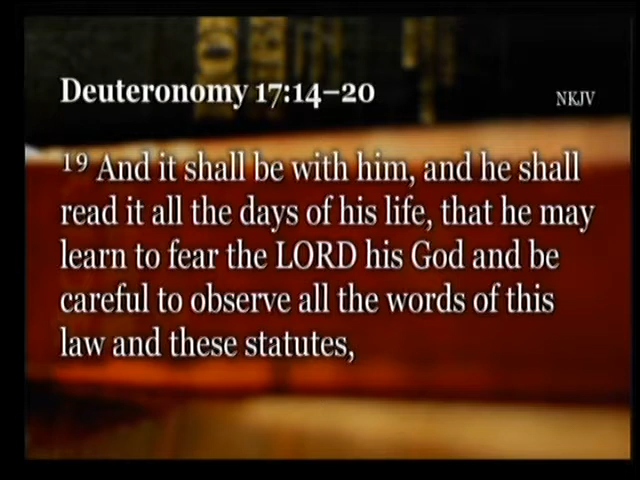 Deuteronomy 17:14–20
NKJV
19 And it shall be with him, and he shall
read it all the days of his life, that he may
learn to fear the LORD his God and be
careful to observe all the words of this
law and these statutes,